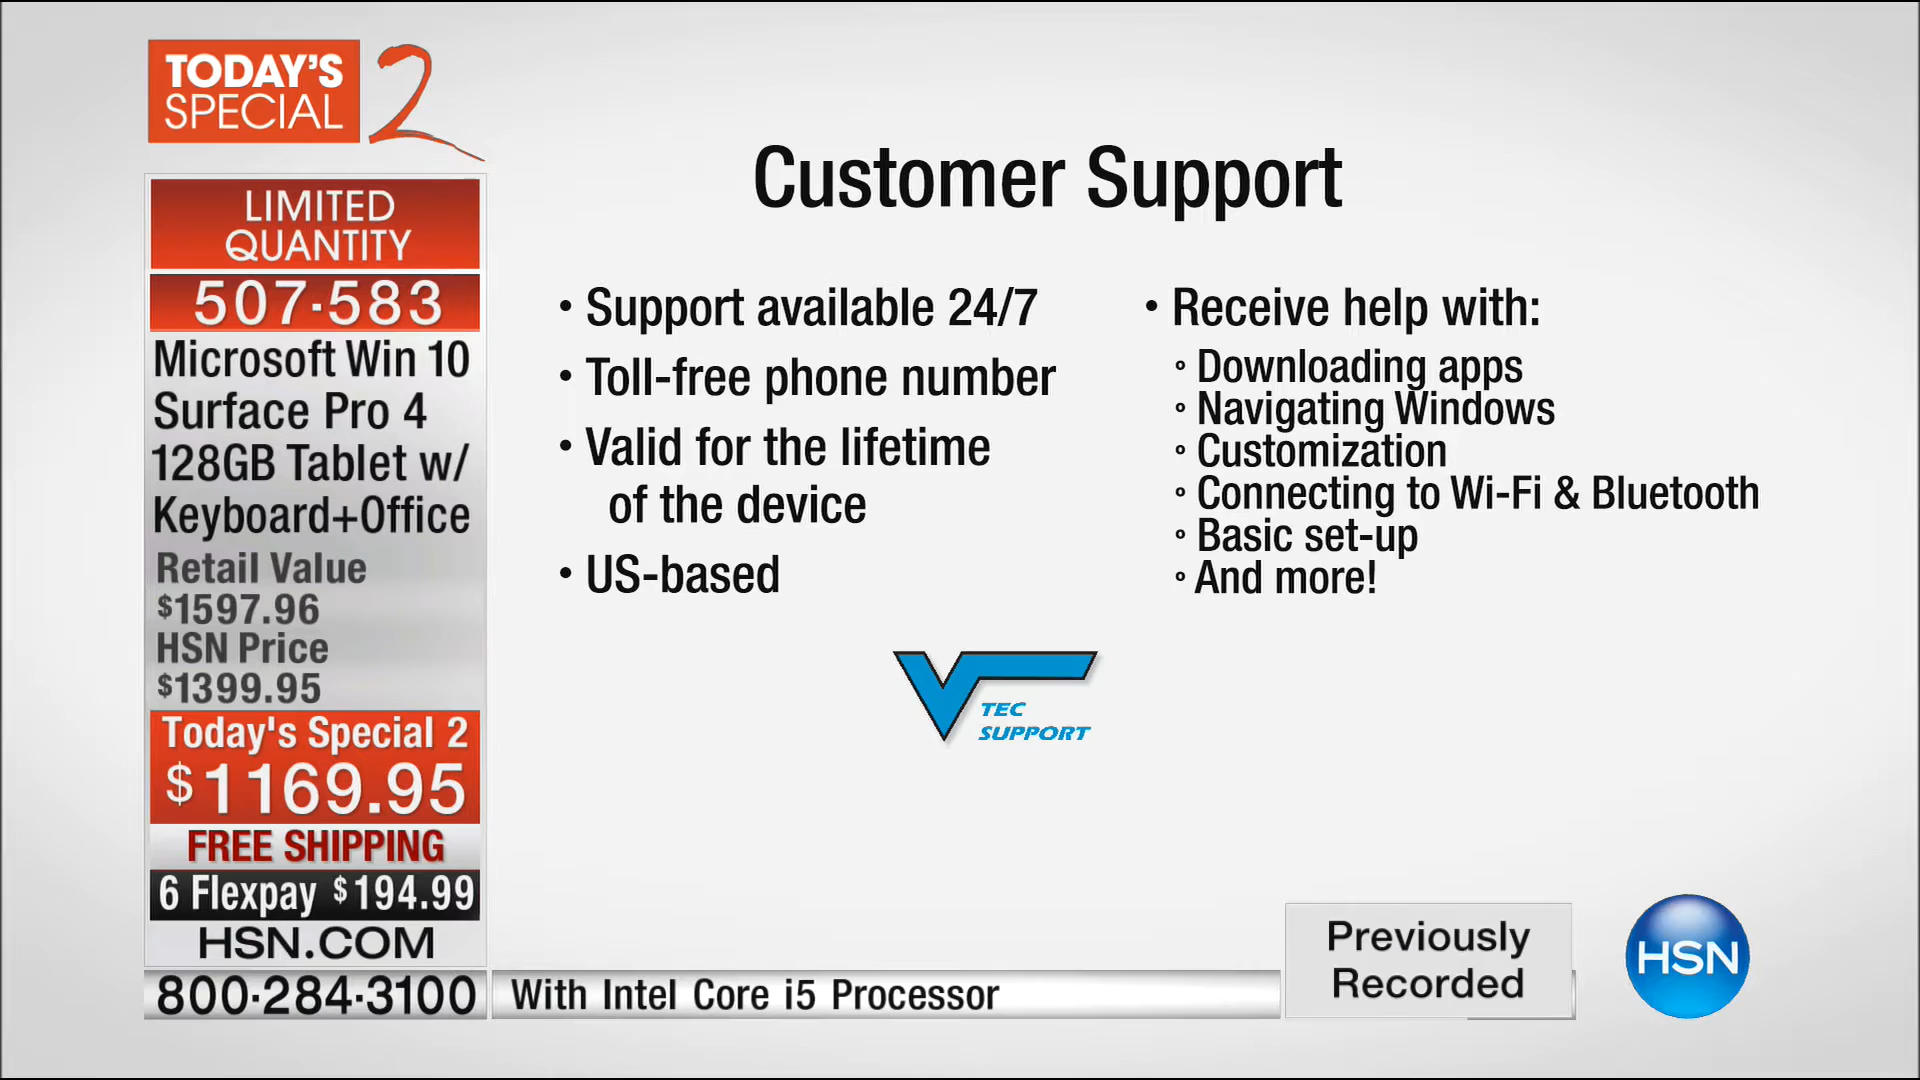 TODAY'S
SPECIAL 2
LIMITED
QUANTITY
507·583
Microsoft Win 10
Surface Pro 4
128GB Tablet w/
Keyboard+Office
Retail Value
$1597.96
HSN Price
$1399.95
Today's Special 2
$1169.95
FREE SHIPPING
6 Flexpay $194.99
HSN.COM
800·284·3100
Customer Support
• Support available 24/7
• Toll-free phone number
• Valid for the lifetime
of the device
• US-based
• Receive help with:
° Downloading apps
° Navigating Windows
° Customization
° Connecting to Wi-Fi & Bluetooth
° Basic set-up
° And more!
V TEC
SUPPORT
With Intel Core i5 Processor
Previously
Recorded
HSN